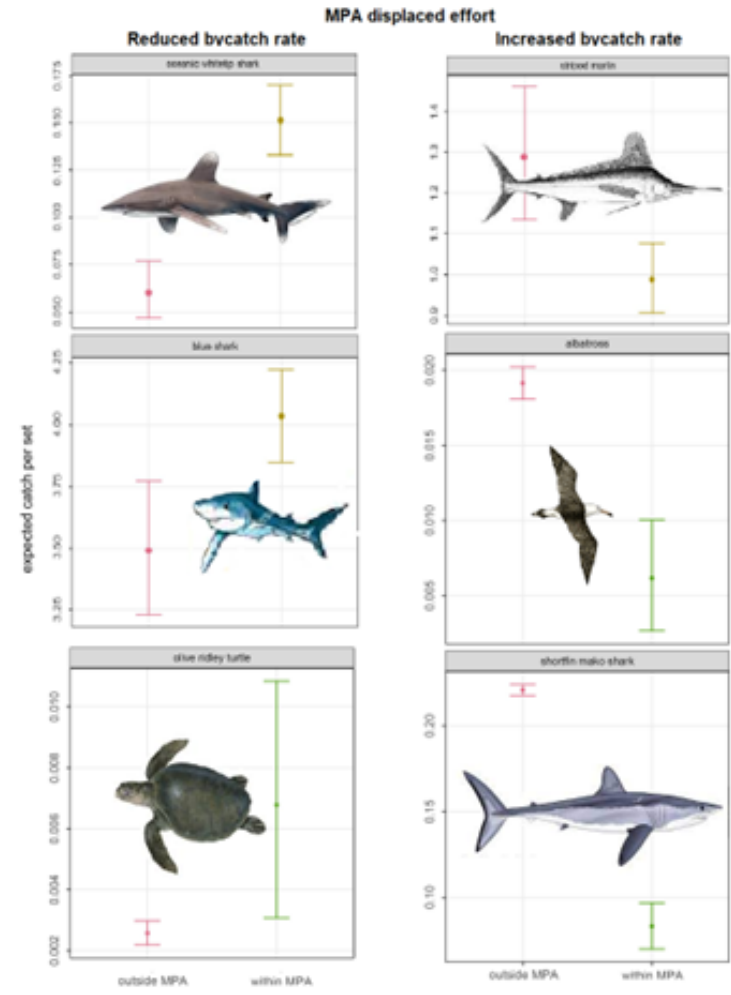 MPA displaced effort
Reduced bycatch rate
Increased bycatch rate
oceanic whitetip shark
0.175
0.150
0.125
0.100
0.075
0.050
striped marlin
1.4
1.3
1.2
1.1
1.0
0.9
blue shark
4.25
4.00
3.75
3.50
3.25
albatross
0.020
0.015
0.010
0.005
expected catch per set
olive ridley turtle
0.010
0.008
0.006
0.004
0.002
outside MPA
within MPA
shortfin mako shark
0.20
0.15
0.10
outside MPA
within MPA